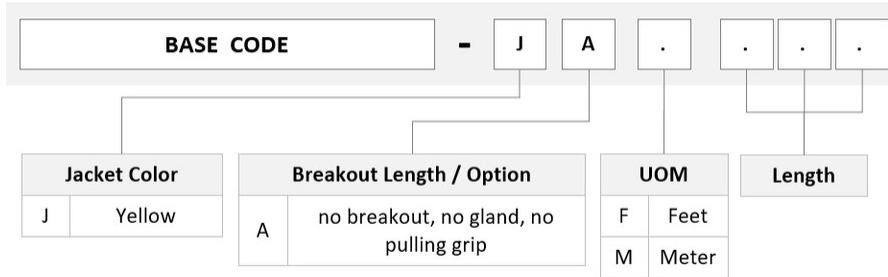 BASE CODE - J A . . . .
Jacket Color
J Yellow
Breakout Length / Option
A no breakout, no gland, no
pulling grip
UOM
F Feet
M Meter
Length